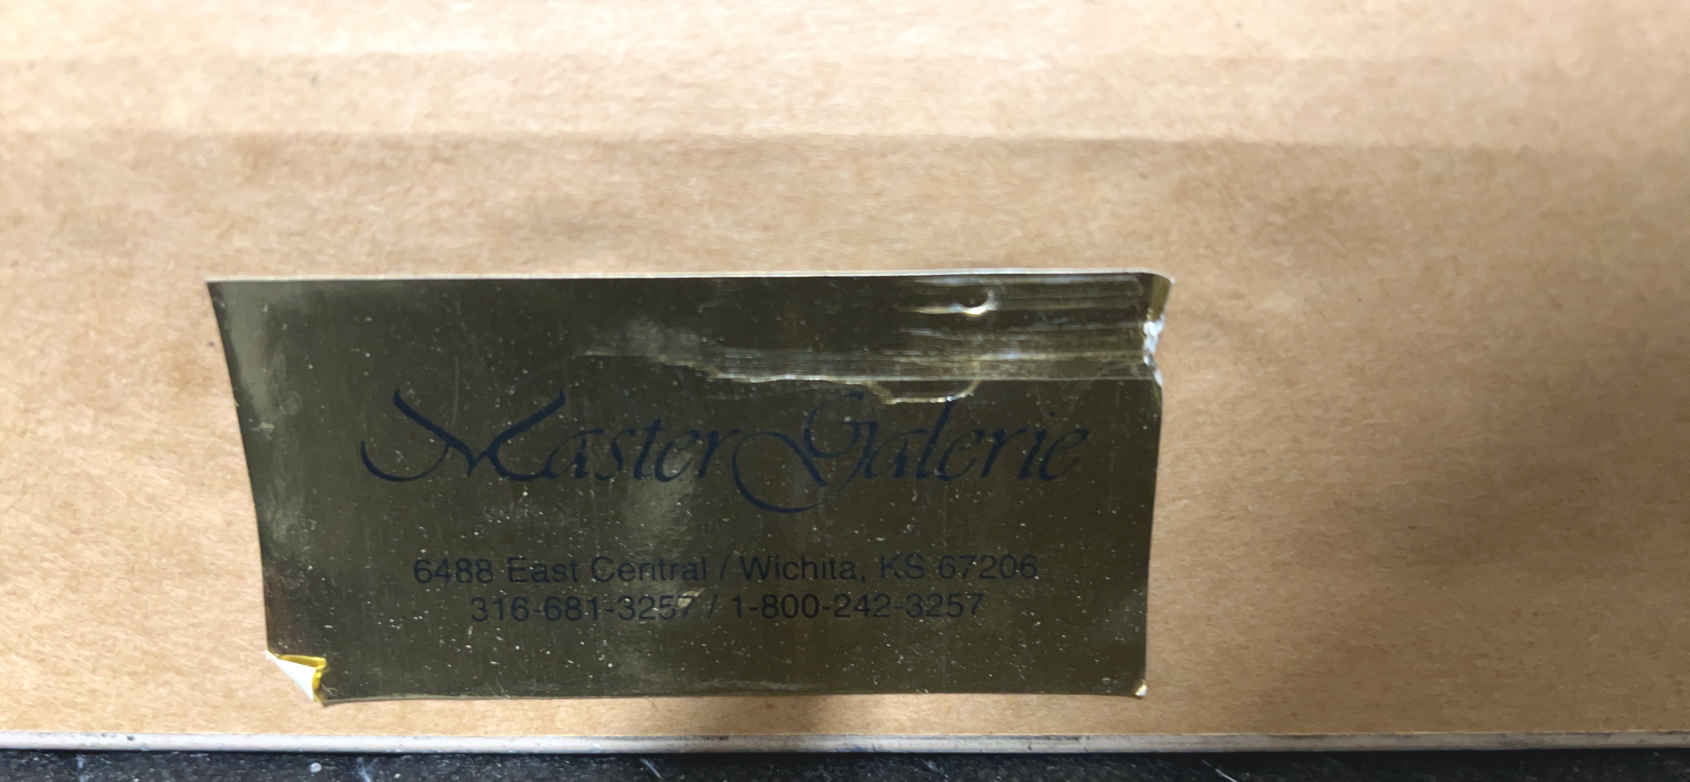 Master Galerie
6488 East Central / Wichita, KS 67206
316-681-3257 / 1-800-242-3257